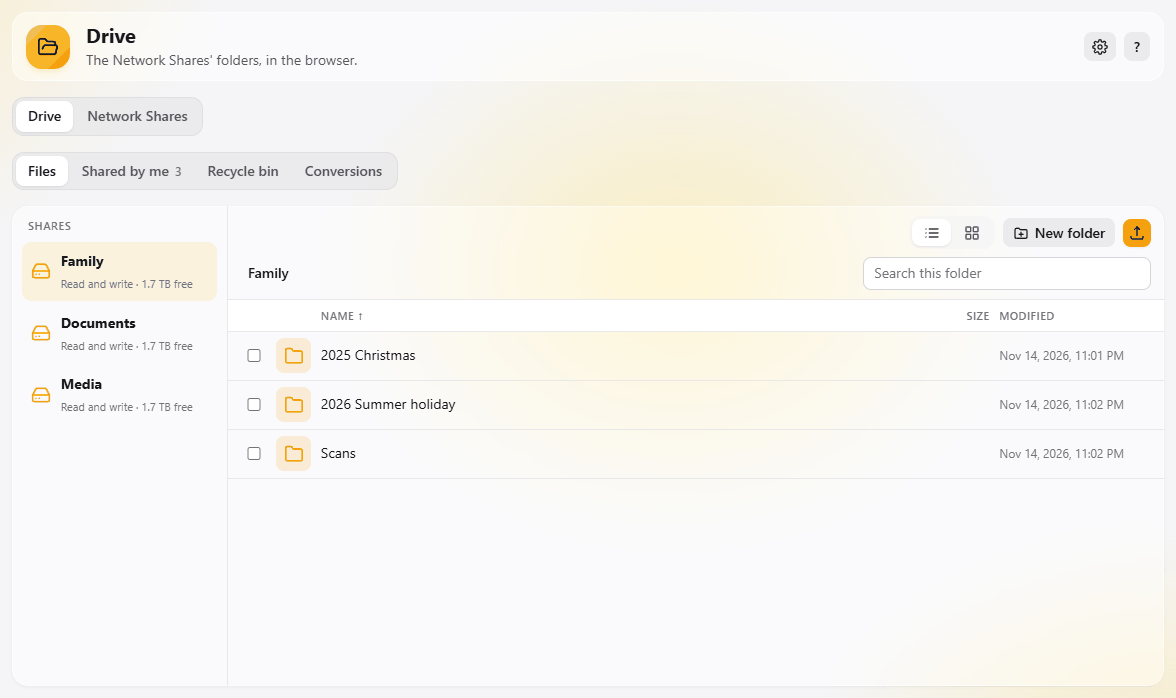 Drive
The Network Shares' folders, in the browser.
?
Drive
Network Shares
Files
Shared by me 3
Recycle bin
Conversions
SHARES
Family
Read and write · 1.7 TB free
Documents
Read and write · 1.7 TB free
Media
Read and write · 1.7 TB free
New folder
Family
Search this folder
NAME ↑ SIZE MODIFIED
2025 Christmas Nov 14, 2026, 11:01 PM
2026 Summer holiday Nov 14, 2026, 11:02 PM
Scans Nov 14, 2026, 11:02 PM